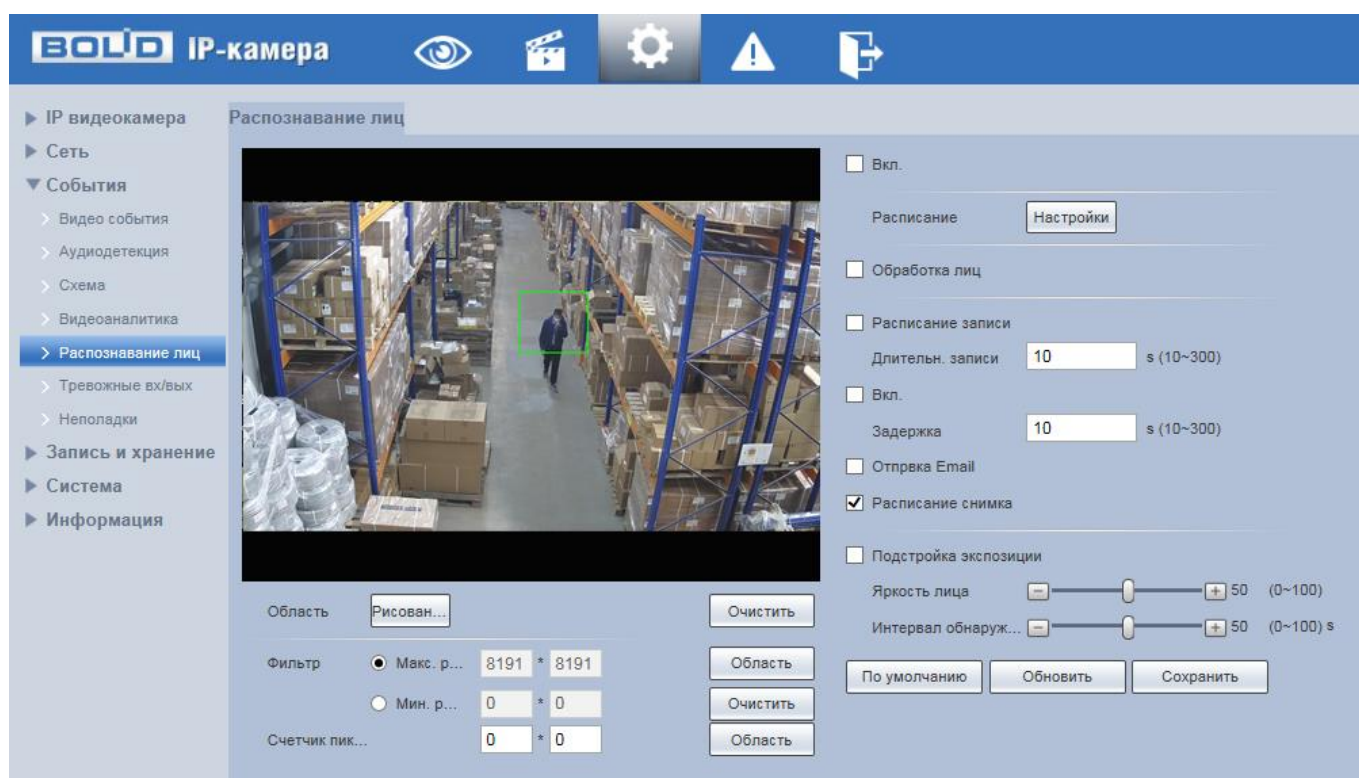 BOLID IP-камера
IP видеокамера
Сеть
События
Видео события
Аудиодетекция
Схема
Видеоаналитика
Распознавание лиц
Тревожные вх/вых
Неполадки
Запись и хранение
Система
Информация
Распознавание лиц
Область Рисован... Очистить
Фильтр Макс. р... 8191 * 8191 Область
Мин. р... 0 * 0 Очистить
Счетчик пик... 0 * 0 Область
Вкл.
Расписание Настройки
Обработка лиц
Расписание записи
Длительн. записи 10 s (10~300)
Вкл.
Задержка 10 s (10~300)
Отпрвка Email
Расписание снимка
Подстройка экспозиции
Яркость лица 50 (0~100)
Интервал обнаруж... 50 (0~100) s
По умолчанию Обновить Сохранить